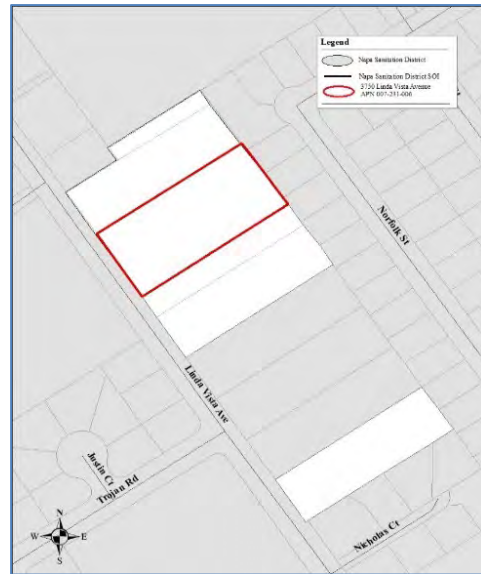 Legend
Napa Sanitation District
Napa Sanitation District SOI
3750 Linda Vista Avenue
APN 007-231-006
Norfolk St
Linda Vista Ave
Justin Ct
Trojan Rd
Nicholas Ct
N
W E
S